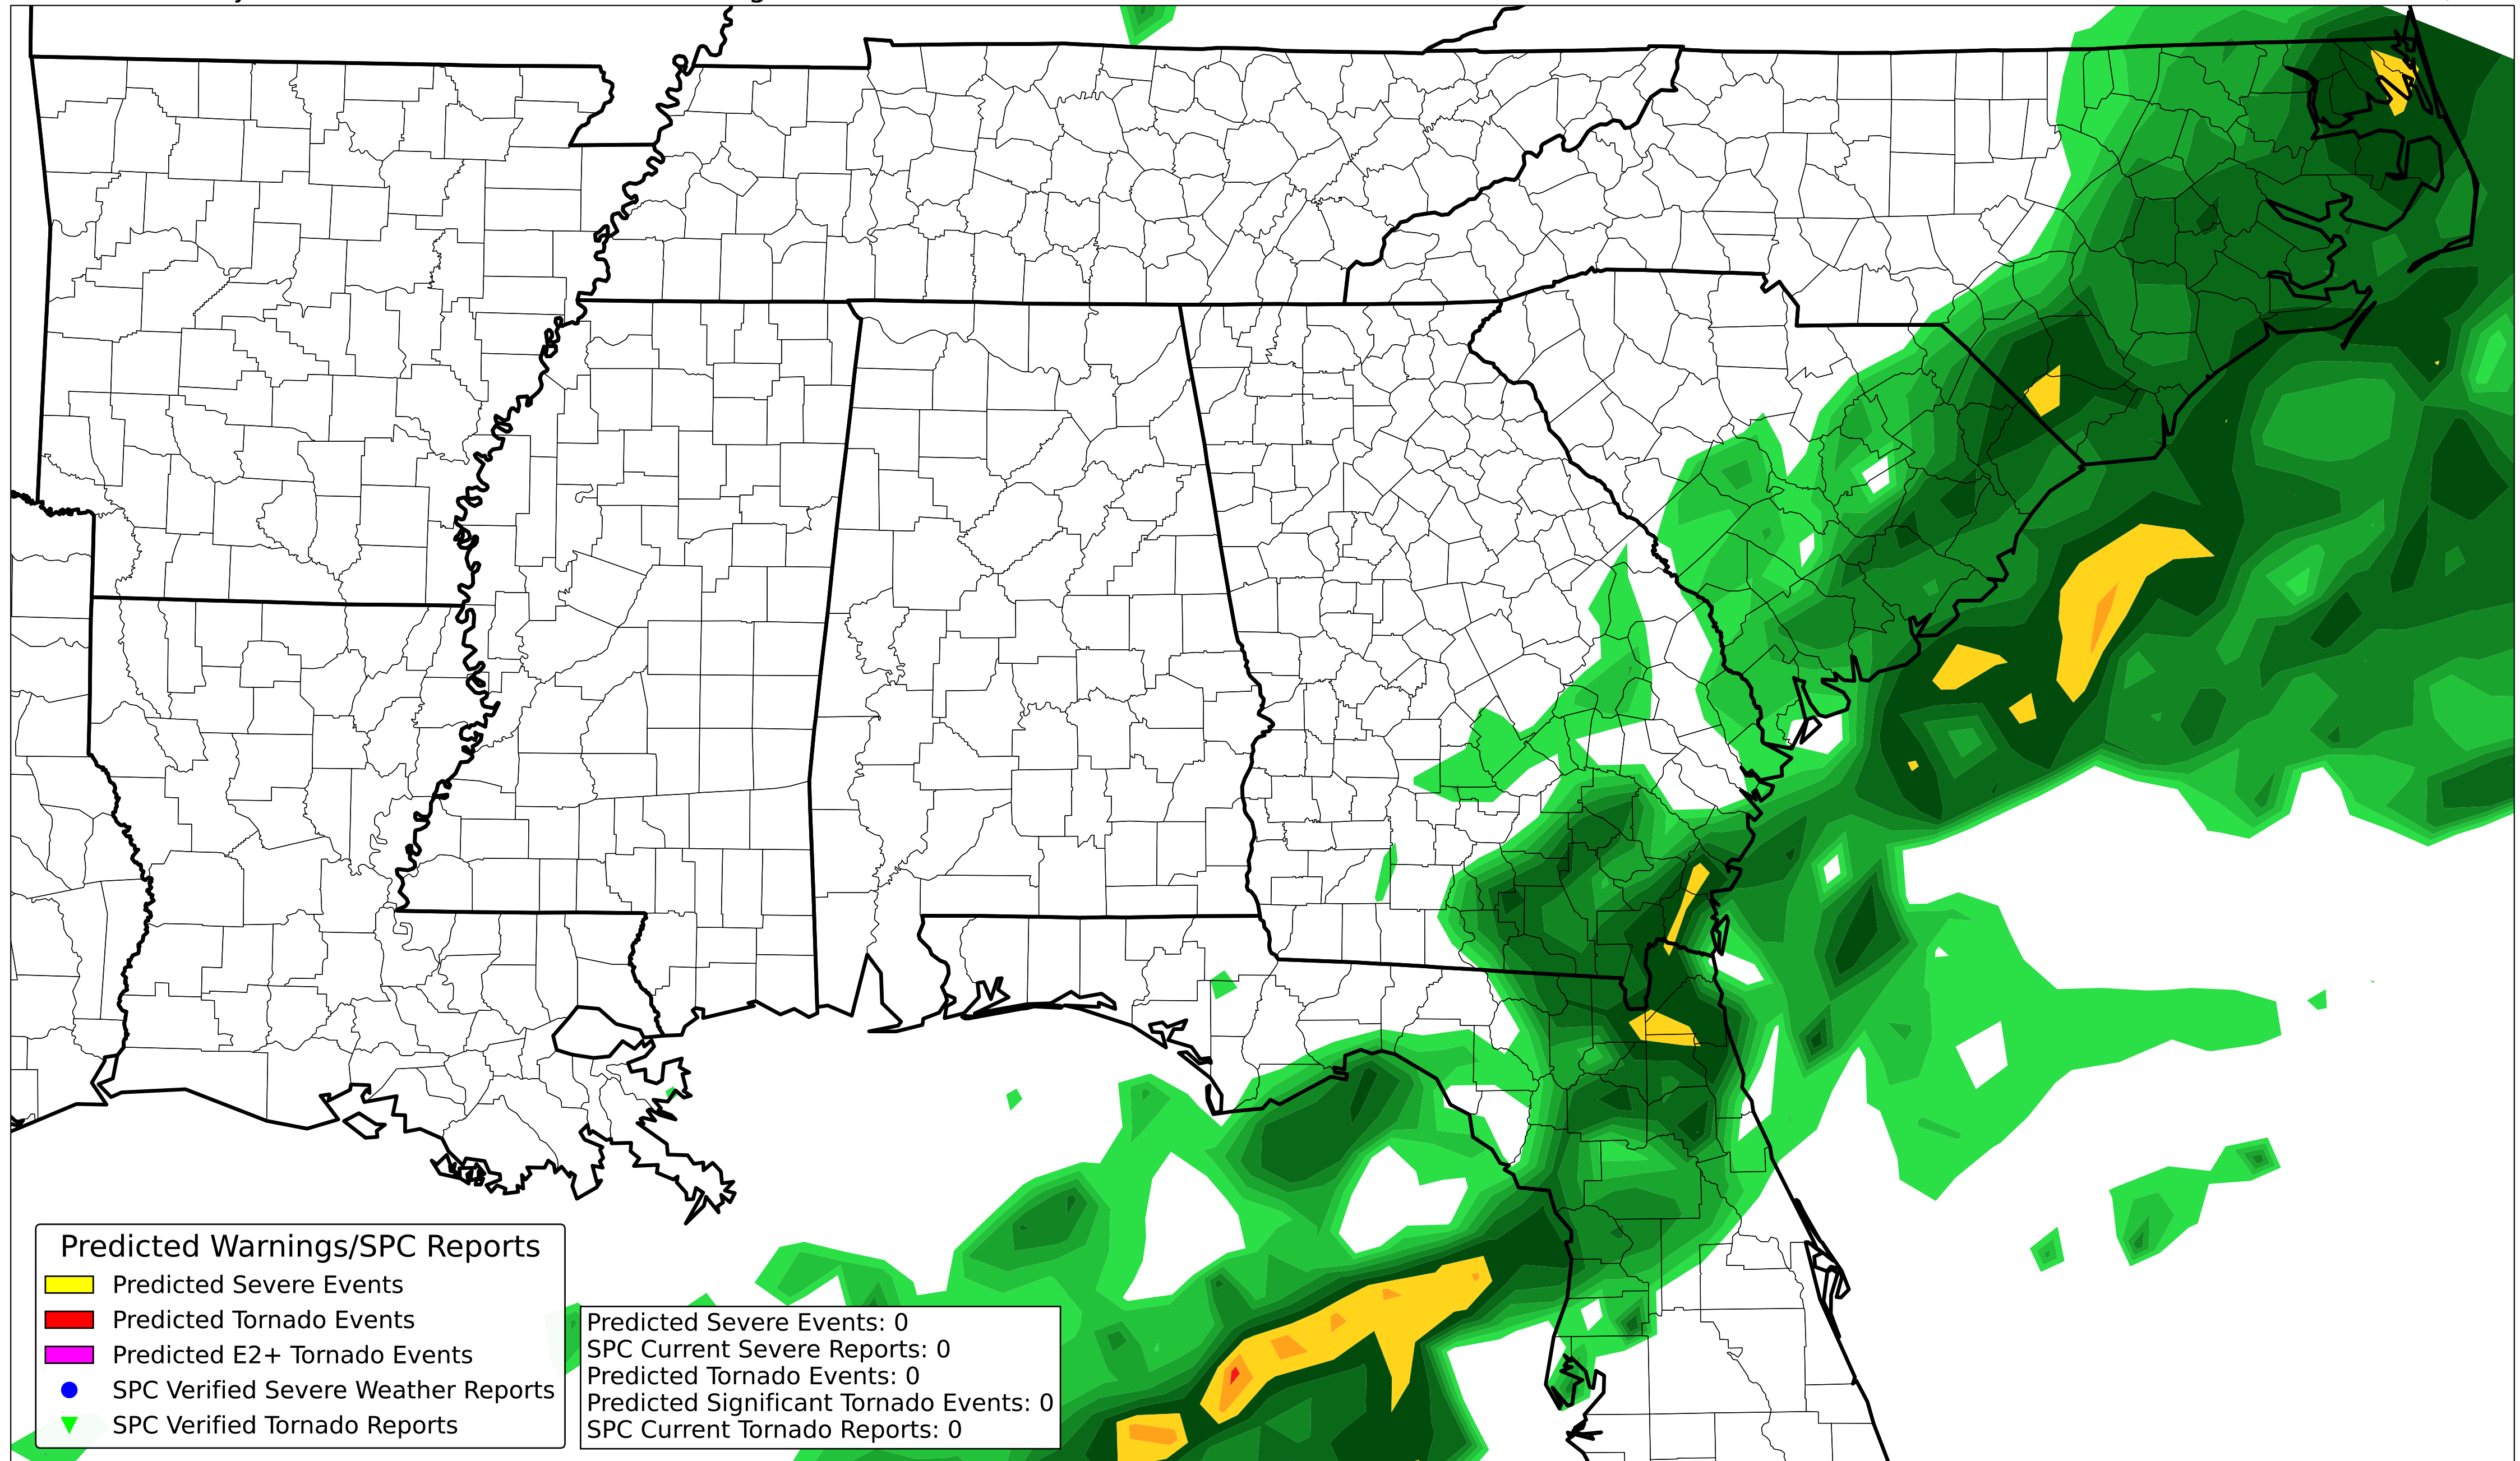 Predicted Warnings/SPC Reports
Predicted Severe Events
Predicted Tornado Events
Predicted E2+ Tornado Events
SPC Verified Severe Weather Reports
SPC Verified Tornado Reports
Predicted Severe Events: 0
SPC Current Severe Reports: 0
Predicted Tornado Events: 0
Predicted Significant Tornado Events: 0
SPC Current Tornado Reports: 0